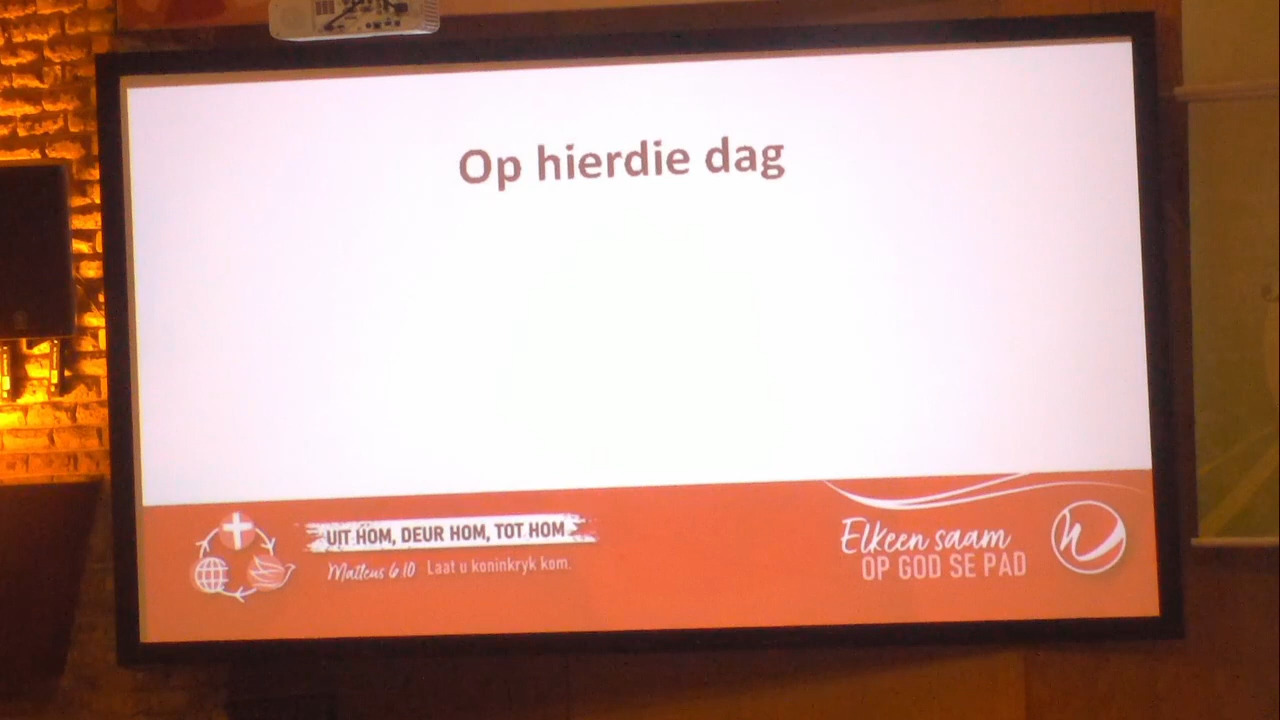 Op hierdie dag
UIT HOM, DEUR HOM, TOT HOM
Matteus 6:10 Laat u koninkryk kom.
Elkeen saam
OP GOD SE PAD